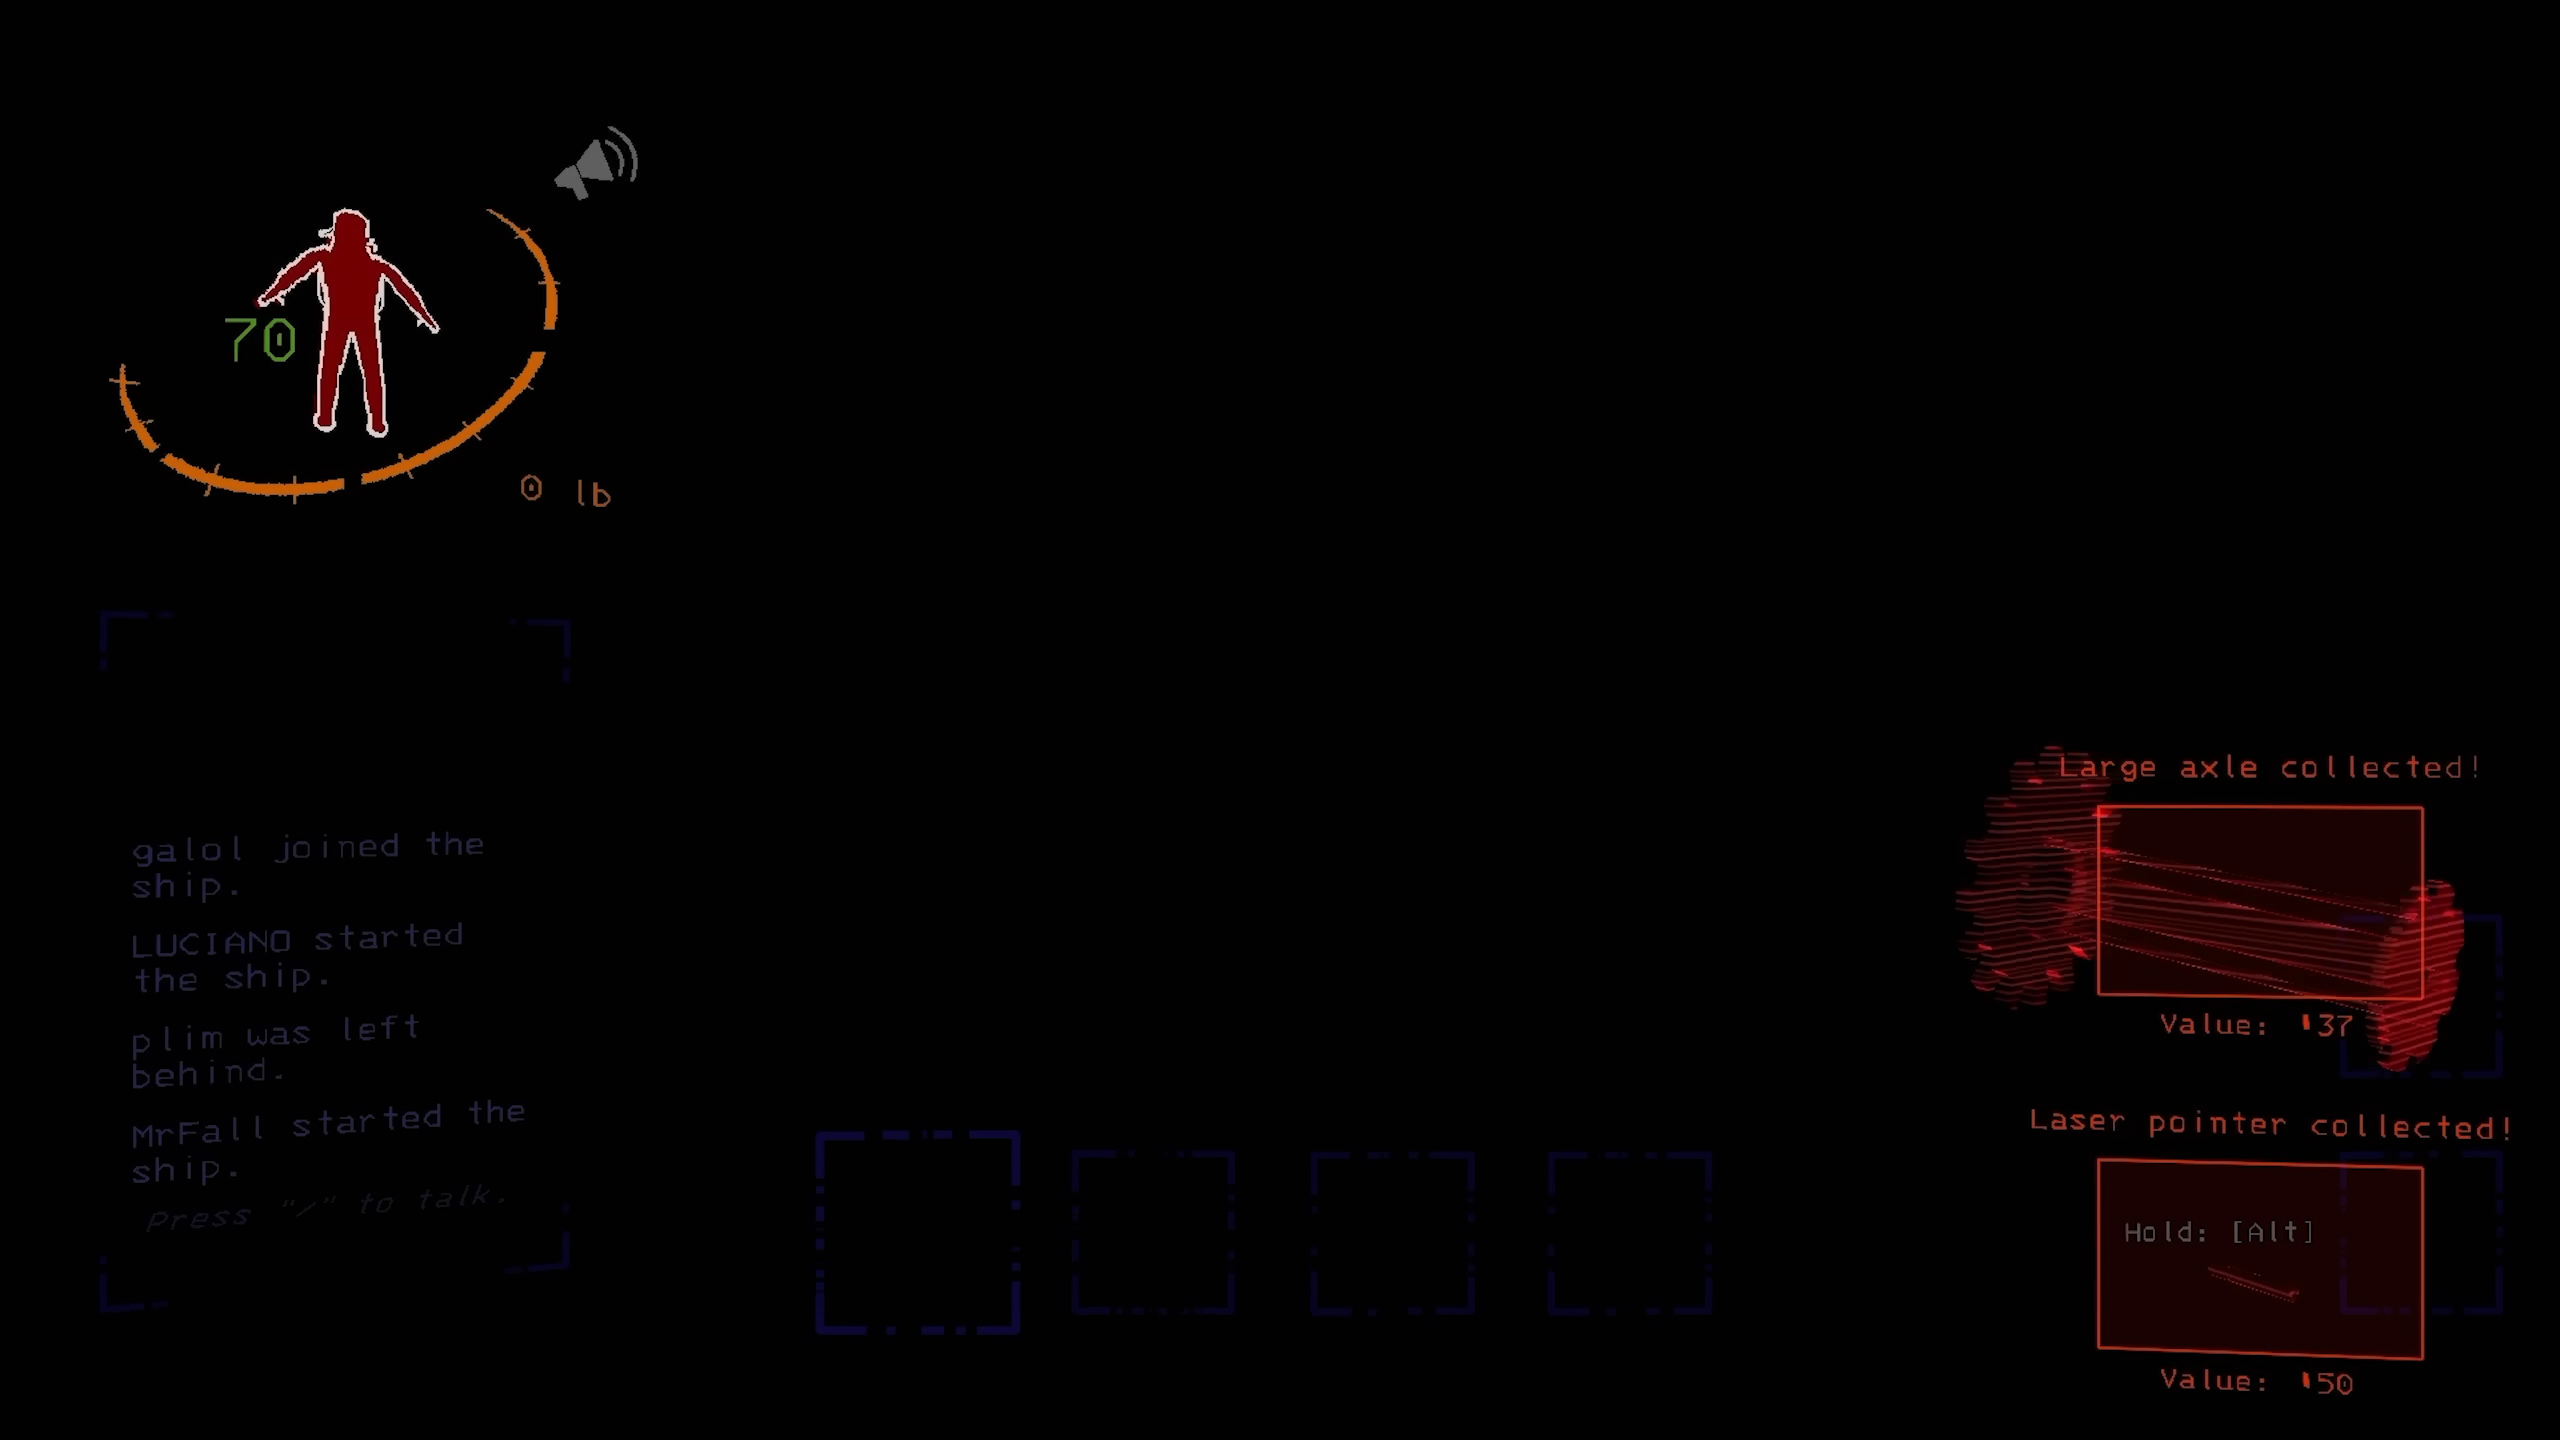 70
0 lb
galol joined the
ship.
LUCIANO started
the ship.
plim was left
behind.
MrFall started the
ship.
Press "/" to talk.
Large axle collected!
Value: ▮37
Laser pointer collected!
Hold: [Alt]
Value: ▮50